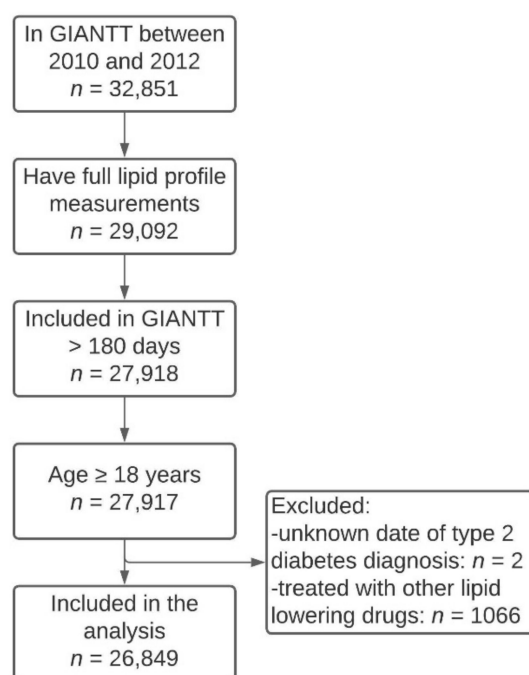 In GIANTT between
2010 and 2012
n = 32,851
Have full lipid profile
measurements
n = 29,092
Included in GIANTT
> 180 days
n = 27,918
Age ≥ 18 years
n = 27,917
Excluded:
-unknown date of type 2
diabetes diagnosis: n = 2
-treated with other lipid
lowering drugs: n = 1066
Included in the
analysis
n = 26,849